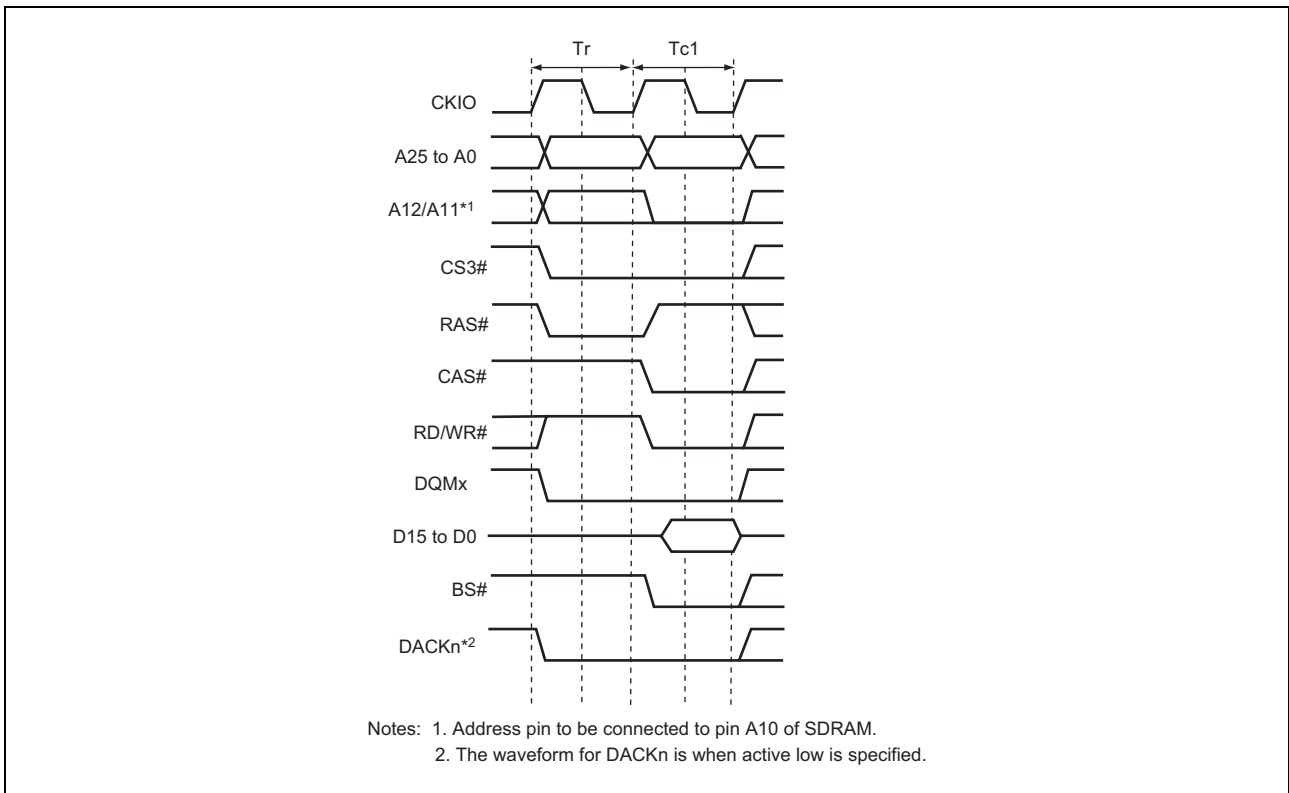 Tr Tc1
CKIO
A25 to A0
A12/A11*1
CS3#
RAS#
CAS#
RD/WR#
DQMx
D15 to D0
BS#
DACKn*2
Notes: 1. Address pin to be connected to pin A10 of SDRAM.
2. The waveform for DACKn is when active low is specified.